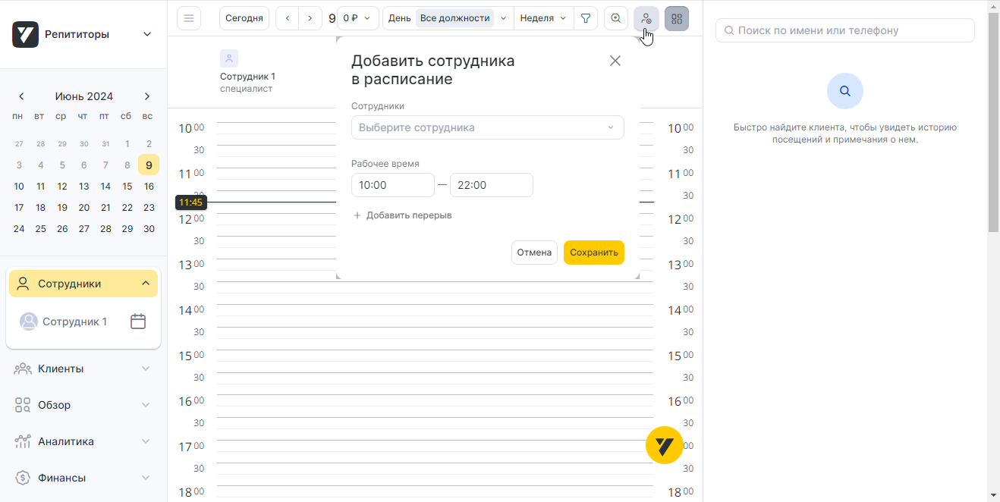 Репититоры
Июнь 2024
пн вт ср чт пт сб вс
27 28 29 30 31 1 2
3 4 5 6 7 8 9
10 11 12 13 14 15 16
17 18 19 20 21 22 23
24 25 26 27 28 29 30
Сотрудники
Сотрудник 1
Клиенты
Обзор
Аналитика
Финансы
Сегодня
9
0 ₽
День
Все должности
Неделя
Сотрудник 1
специалист
10 00
30
11 00
11:45
12 00
30
13 00
30
14 00
30
15 00
30
16 00
30
17 00
30
18 00
Добавить сотрудника
в расписание
Сотрудники
Выберите сотрудника
Рабочее время
10:00 — 22:00
+ Добавить перерыв
Отмена
Сохранить
10 00
30
11 00
30
12 00
30
13 00
30
14 00
30
15 00
30
16 00
30
00
30
18 00
Поиск по имени или телефону
Быстро найдите клиента, чтобы увидеть историю
посещений и примечания о нем.